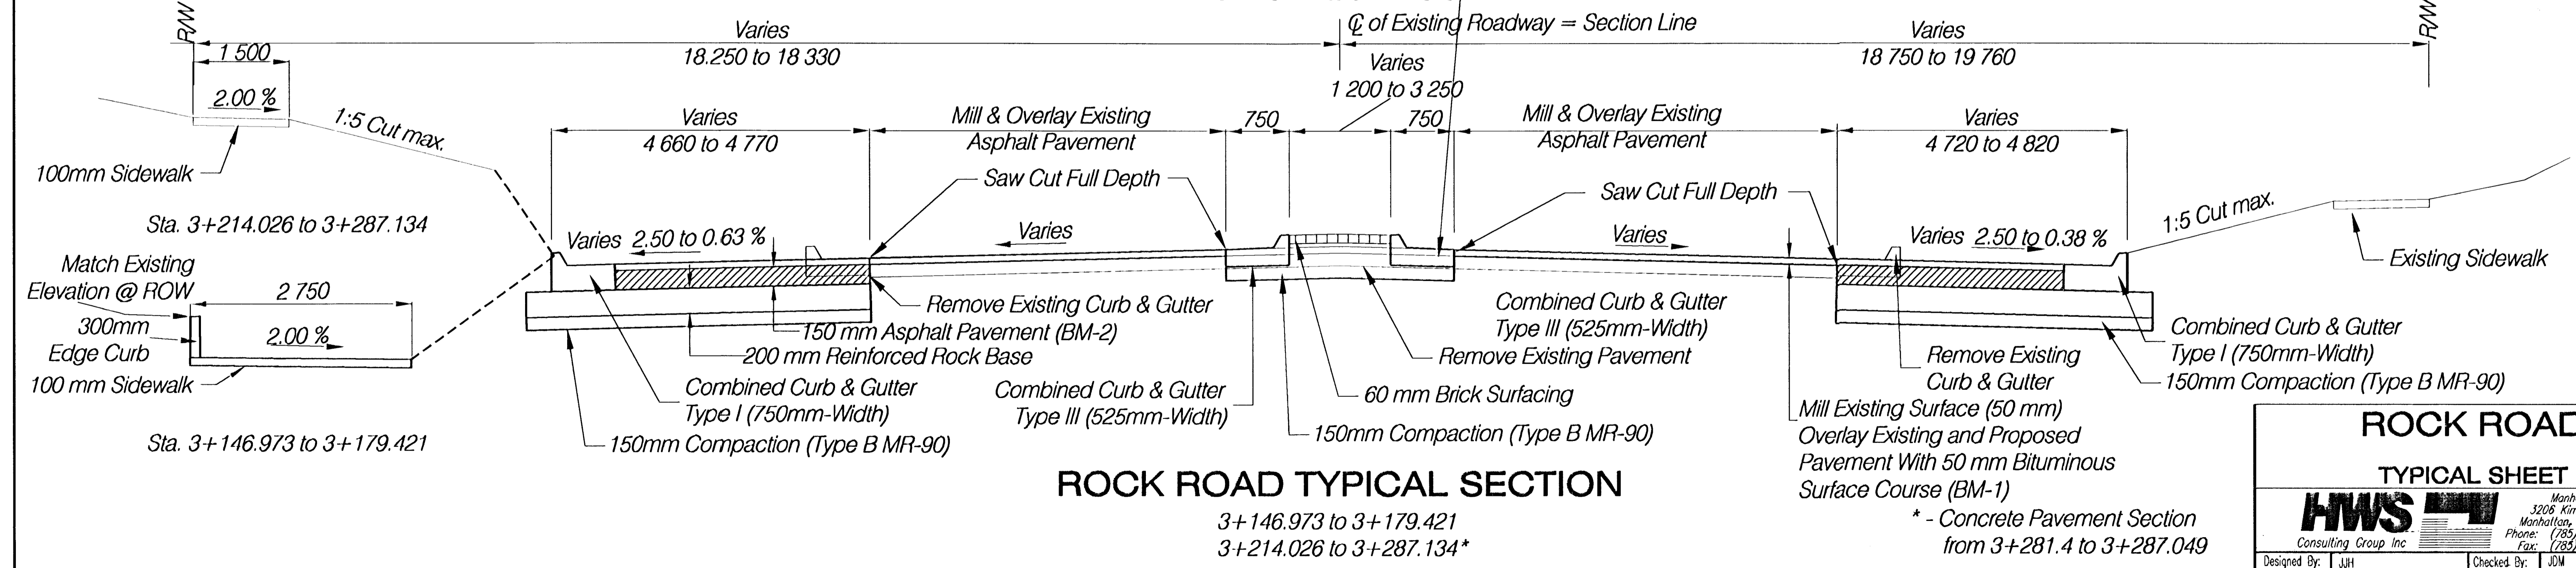 R/W
R/W
℄ of Existing Roadway = Section Line
Varies
18.250 to 18 330
Varies
18 750 to 19 760
1 500
2.00 %
Varies
1 200 to 3 250
1:5 Cut max.
Varies
4 660 to 4 770
Mill & Overlay Existing
Asphalt Pavement
750
750
Mill & Overlay Existing
Asphalt Pavement
Varies
4 720 to 4 820
100mm Sidewalk
Saw Cut Full Depth
Saw Cut Full Depth
Sta. 3+214.026 to 3+287.134
Varies 2.50 to 0.63 %
Varies
Varies
Varies 2.50 to 0.38 %
1:5 Cut max.
Existing Sidewalk
Match Existing
Elevation @ ROW
2 750
300mm
Edge Curb
2.00 %
100 mm Sidewalk
Remove Existing Curb & Gutter
150 mm Asphalt Pavement (BM-2)
200 mm Reinforced Rock Base
Combined Curb & Gutter
Type I (750mm-Width)
150mm Compaction (Type B MR-90)
Combined Curb & Gutter
Type III (525mm-Width)
Combined Curb & Gutter
Type III (525mm-Width)
Remove Existing Pavement
60 mm Brick Surfacing
150mm Compaction (Type B MR-90)
Remove Existing
Curb & Gutter
Combined Curb & Gutter
Type I (750mm-Width)
150mm Compaction (Type B MR-90)
Mill Existing Surface (50 mm)
Overlay Existing and Proposed
Pavement With 50 mm Bituminous
Surface Course (BM-1)
Sta. 3+146.973 to 3+179.421
ROCK ROAD TYPICAL SECTION
3+146.973 to 3+179.421
3+214.026 to 3+287.134*
* - Concrete Pavement Section
from 3+281.4 to 3+287.049
ROCK ROAD
TYPICAL SHEET
HWS
Consulting Group Inc
Manh
3206 Kim
Manhattan,
Phone: (785)
Fax: (785)
Designed By: JJH
Checked By: JDM